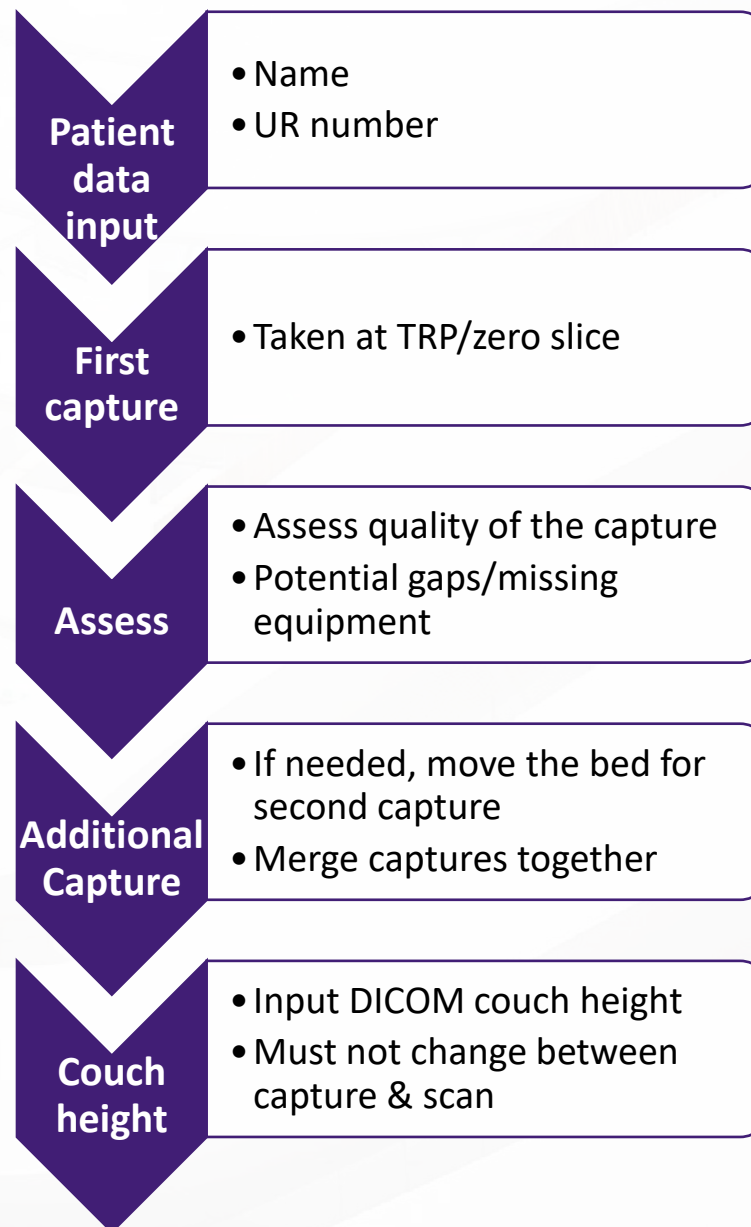 Patient
data
input
• Name
• UR number
First
capture
• Taken at TRP/zero slice
Assess
• Assess quality of the capture
• Potential gaps/missing
equipment
Additional
Capture
• If needed, move the bed for
second capture
• Merge captures together
Couch
height
• Input DICOM couch height
• Must not change between
capture & scan